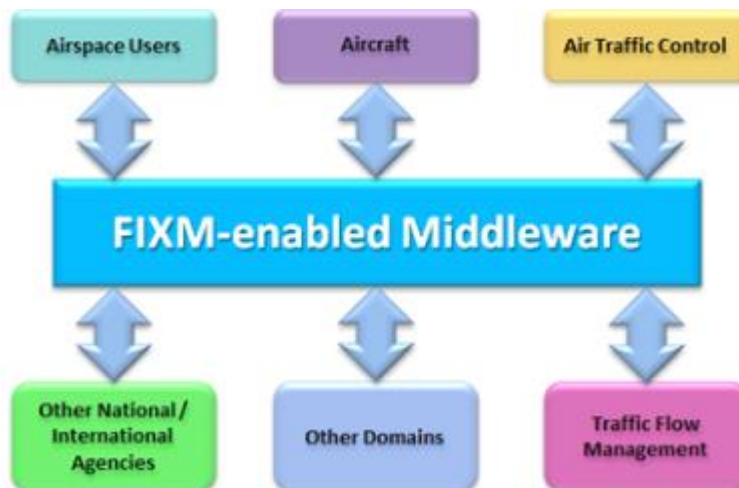 Airspace Users
Aircraft
Air Traffic Control
FIXM-enabled Middleware
Other National /
International
Agencies
Other Domains
Traffic Flow
Management